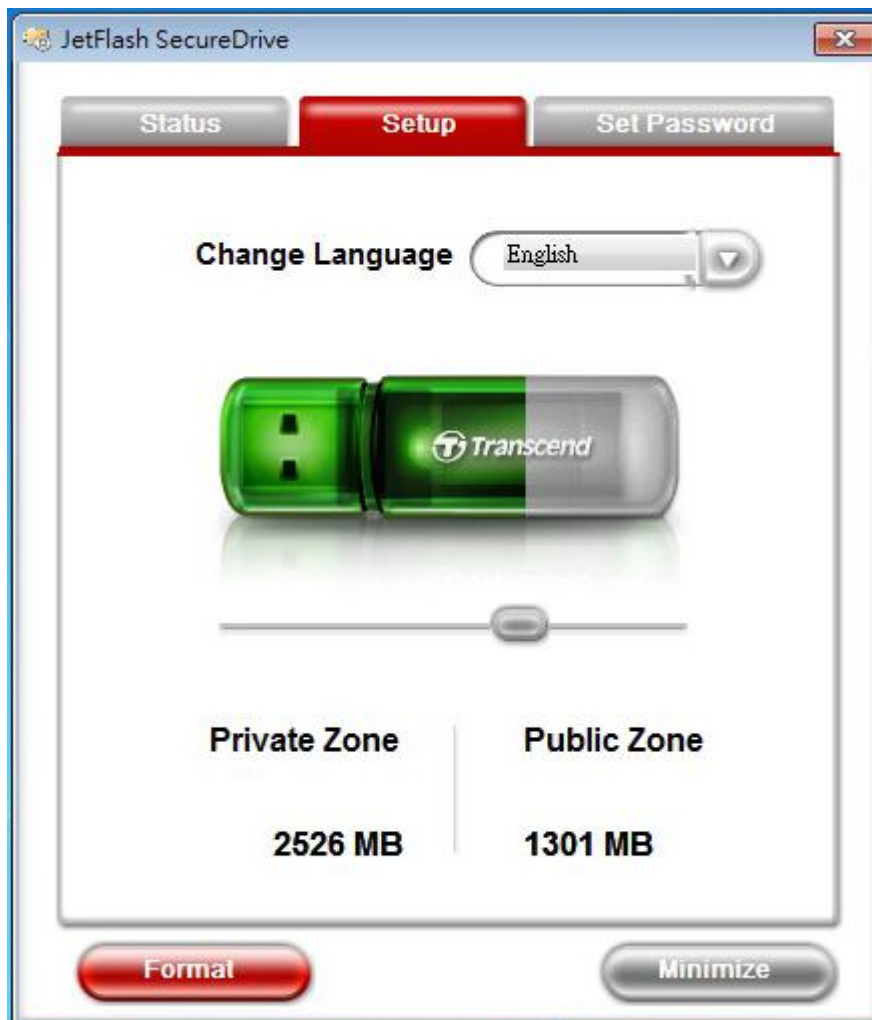 JetFlash SecureDrive
Status Setup Set Password
Change Language English
Transcend
Private Zone Public Zone
2526 MB 1301 MB
Format Minimize